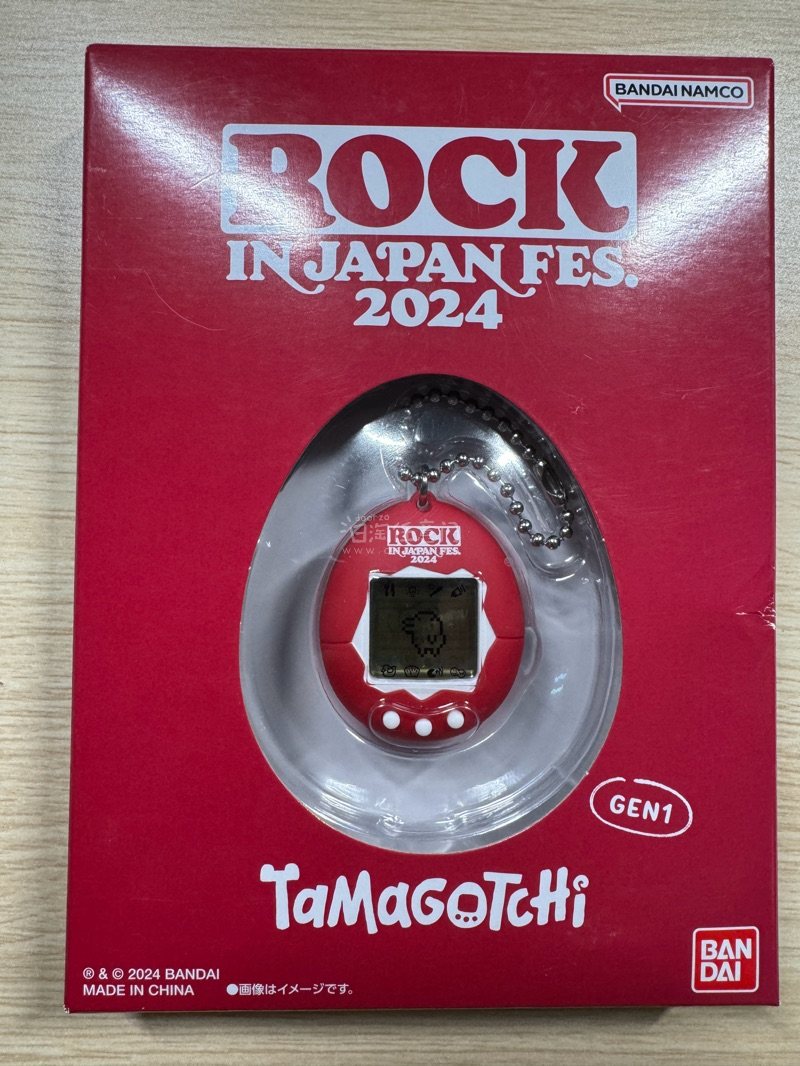 BANDAI NAMCO
ROCK
IN JAPAN FES.
2024
ROCK
IN JAPAN FES.
2024
GEN1
TaMaGOTCHi
BAN
DAI
® & © 2024 BANDAI
MADE IN CHINA ●画像はイメージです。